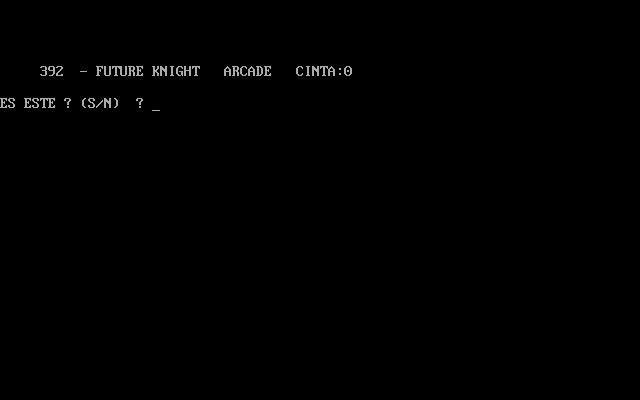 392 - FUTURE KNIGHT ARCADE CINTA:0
ES ESTE ? (S/N) ? _